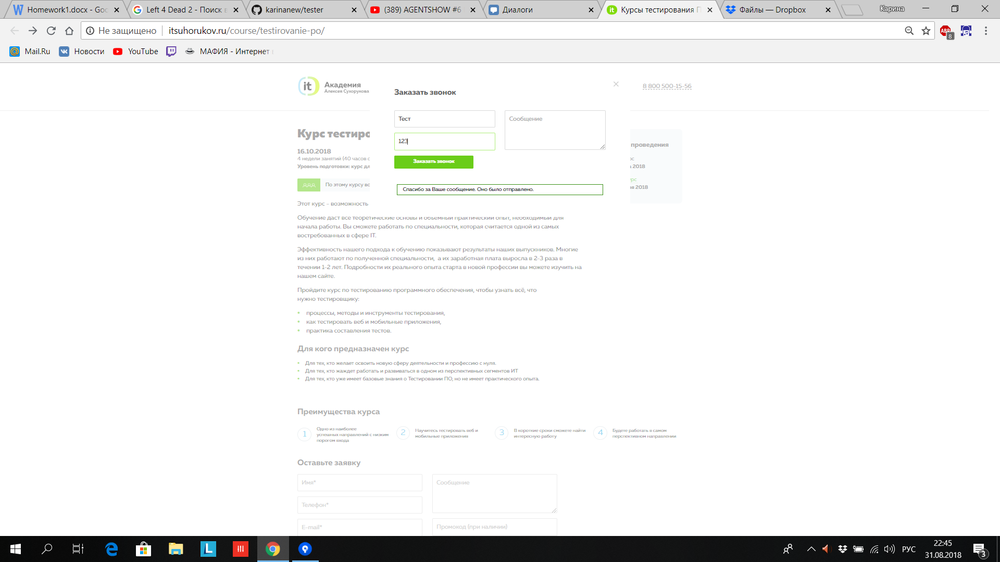 Homework1.docx - Goo
Left 4 Dead 2 - Поиск в
karinanew/tester
(389) AGENTSHOW #6
Диалоги
Курсы тестирования П
Файлы — Dropbox
Карина
Не защищено
itsuhorukov.ru/course/testirovanie-po/
ABP
8
Mail.Ru
Новости
YouTube
МАФИЯ - Интернет
it
Академия
Алексея Сухорукова
8 800 500-15-56
Заказать звонок
Тест
Сообщение
123
Заказать звонок
Спасибо за Ваше сообщение. Оно было отправлено.
Курс тестиро
16.10.2018
4 недели занятий (40 часов
Уровень подготовки: курс дл
По этому курсу вс
проведения
рс
2018
урс
ря 2018
Этот курс – возможность
Обучение даст все теоретические основы и объемный практический опыт, необходимый для
начала работы. Вы сможете работать по специальности, которая считается одной из самых
востребованных в сфере IT.
Эффективность нашего подхода к обучению показывают результаты наших выпускников. Многие
из них работают по полученной специальности, а их заработная плата выросла в 2-3 раза в
течении 1-2 лет. Подробности их реального опыта старта в новой профессии вы можете изучить на
нашем сайте.
Пройдите курс по тестированию программного обеспечения, чтобы узнать всё, что
нужно тестировщику:
процессы, методы и инструменты тестирования,
как тестировать веб и мобильные приложения,
практика составления тестов.
Для кого предназначен курс
Для тех, кто желает освоить новую сферу деятельности и профессию с нуля.
Для тех, кто жаждет работать и развиваться в одном из перспективных сегментов ИТ
Для тех, кто уже имеет базовые знания о Тестировании ПО, но не имеет практического опыта.
Преимущества курса
1
Одно из наиболее
успешных направлений с низким
порогом входа
2
Научитесь тестировать веб и
мобильные приложения
3
В короткие сроки сможете найти
интересную работу
4
Будете работать в самом
перспективном направлении
Оставьте заявку
Имя*
Сообщение
Телефон*
E-mail*
Промокод (при наличии)
РУС
22:45
31.08.2018
3